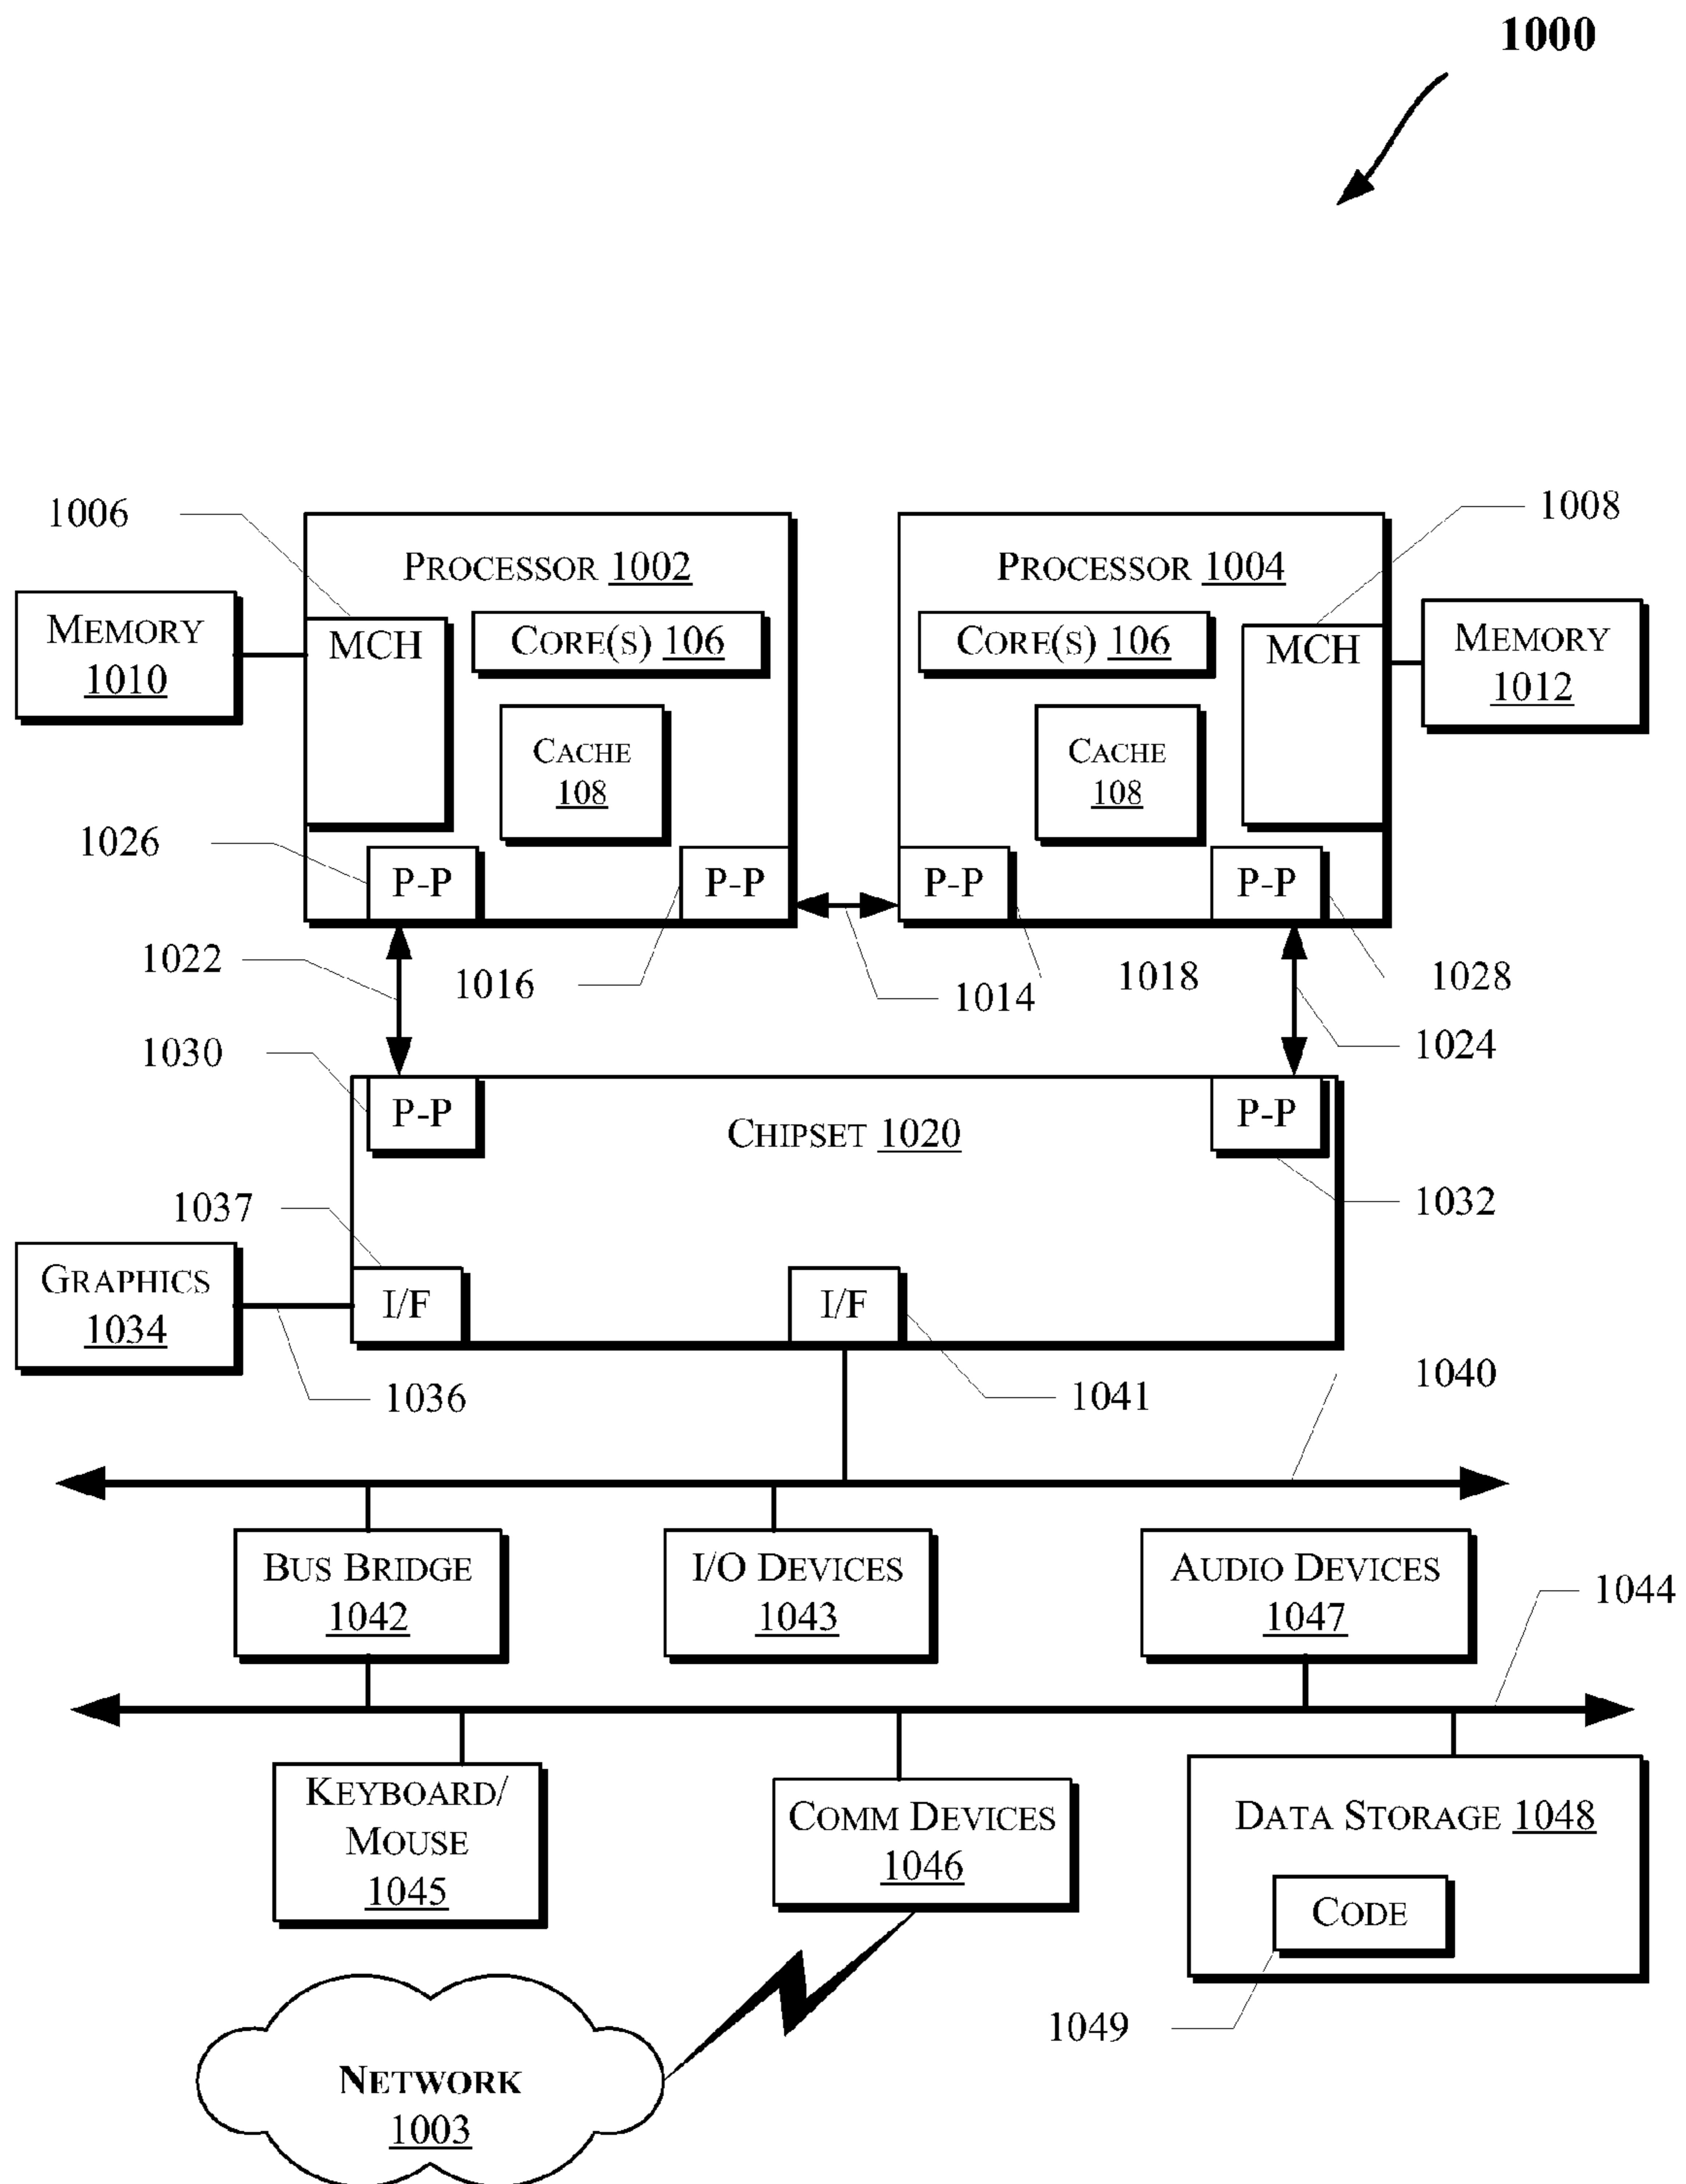 1000
1006
1008
PROCESSOR 1002
PROCESSOR 1004
MEMORY
1010
MCH
CORE(S) 106
CORE(S) 106
MCH
MEMORY
1012
CACHE
108
CACHE
108
1026
P-P
P-P
P-P
P-P
1022
1016
1014
1018
1028
1024
1030
P-P
CHIPSET 1020
P-P
1032
1037
GRAPHICS
1034
I/F
I/F
1036
1041
1040
BUS BRIDGE
1042
I/O DEVICES
1043
AUDIO DEVICES
1047
1044
KEYBOARD/
MOUSE
1045
COMM DEVICES
1046
DATA STORAGE 1048
CODE
1049
NETWORK
1003